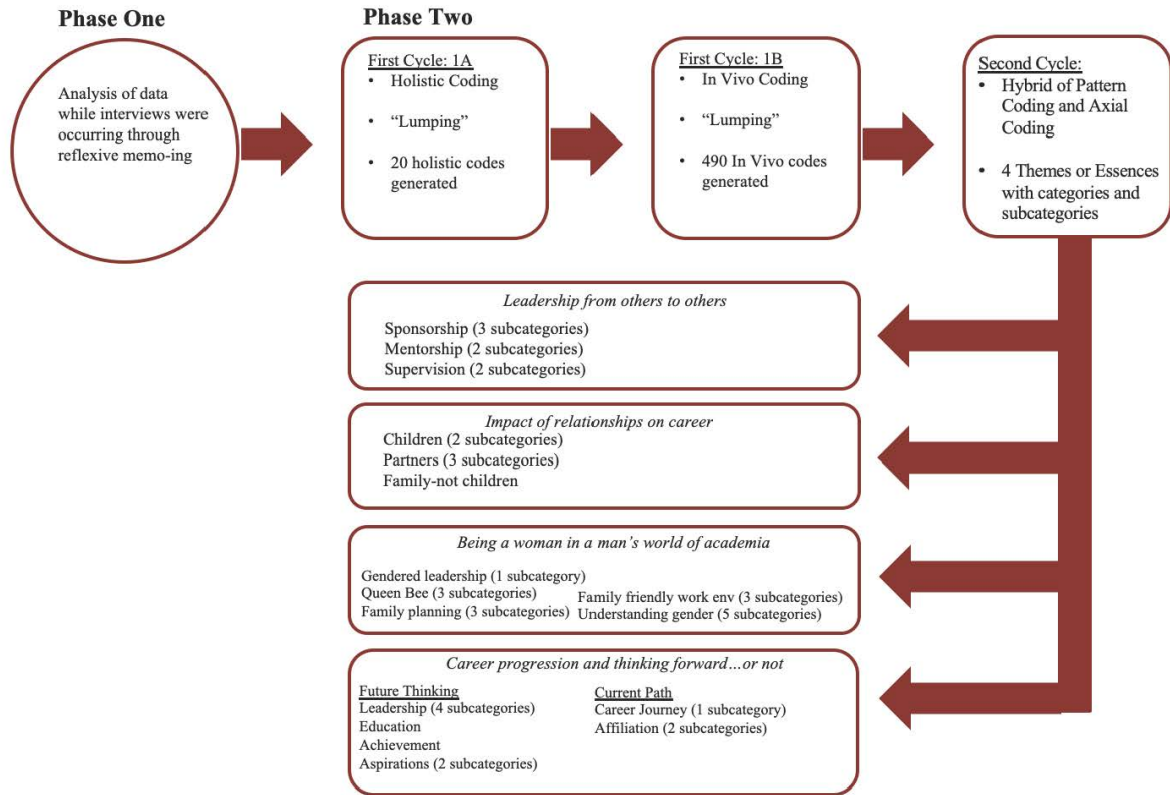 Phase One
Analysis of data
while interviews were
occurring through
reflexive memo-ing
Phase Two
First Cycle: 1A
• Holistic Coding
• “Lumping”
• 20 holistic codes
generated
First Cycle: 1B
• In Vivo Coding
• “Lumping”
• 490 In Vivo codes
generated
Second Cycle:
• Hybrid of Pattern
Coding and Axial
Coding
• 4 Themes or Essences
with categories and
subcategories
Leadership from others to others
Sponsorship (3 subcategories)
Mentorship (2 subcategories)
Supervision (2 subcategories)
Impact of relationships on career
Children (2 subcategories)
Partners (3 subcategories)
Family-not children
Being a woman in a man’s world of academia
Gendered leadership (1 subcategory)
Queen Bee (3 subcategories)
Family planning (3 subcategories)
Family friendly work env (3 subcategories)
Understanding gender (5 subcategories)
Career progression and thinking forward…or not
Future Thinking
Leadership (4 subcategories)
Education
Achievement
Aspirations (2 subcategories)
Current Path
Career Journey (1 subcategory)
Affiliation (2 subcategories)